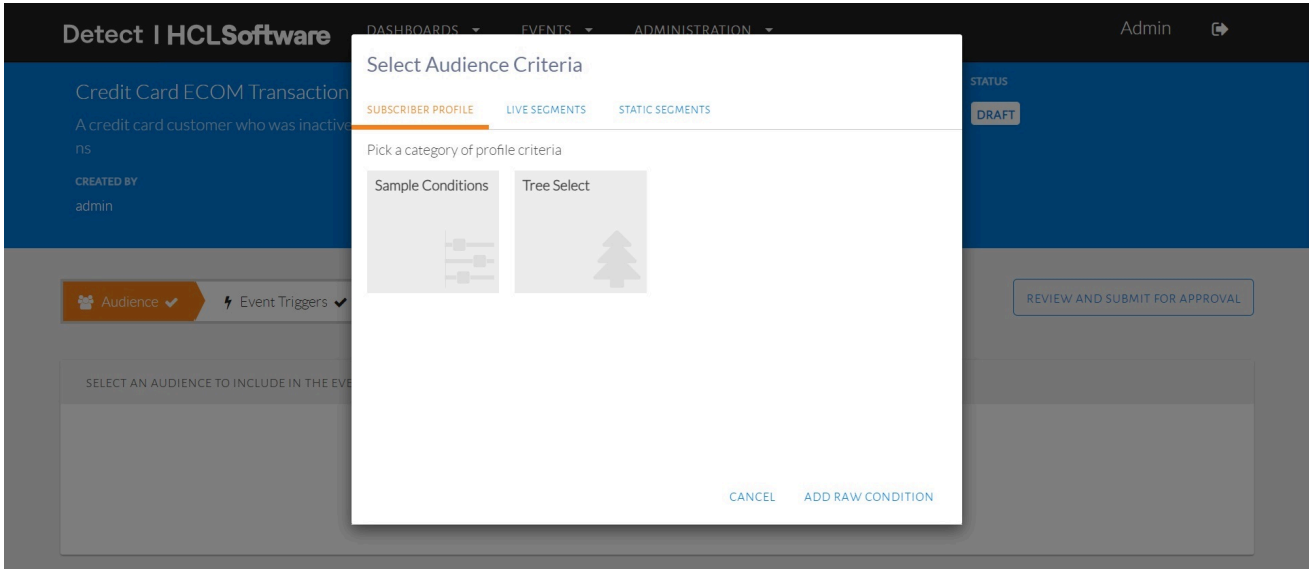 Detect | HCLSoftware
DASHBOARDS EVENTS ADMINISTRATION
Admin
Credit Card ECOM Transaction
A credit card customer who was inactive
ns
CREATED BY
admin
STATUS
DRAFT
Select Audience Criteria
SUBSCRIBER PROFILE LIVE SEGMENTS STATIC SEGMENTS
Pick a category of profile criteria
Sample Conditions Tree Select
CANCEL ADD RAW CONDITION
Audience Event Triggers
REVIEW AND SUBMIT FOR APPROVAL
SELECT AN AUDIENCE TO INCLUDE IN THE EVE